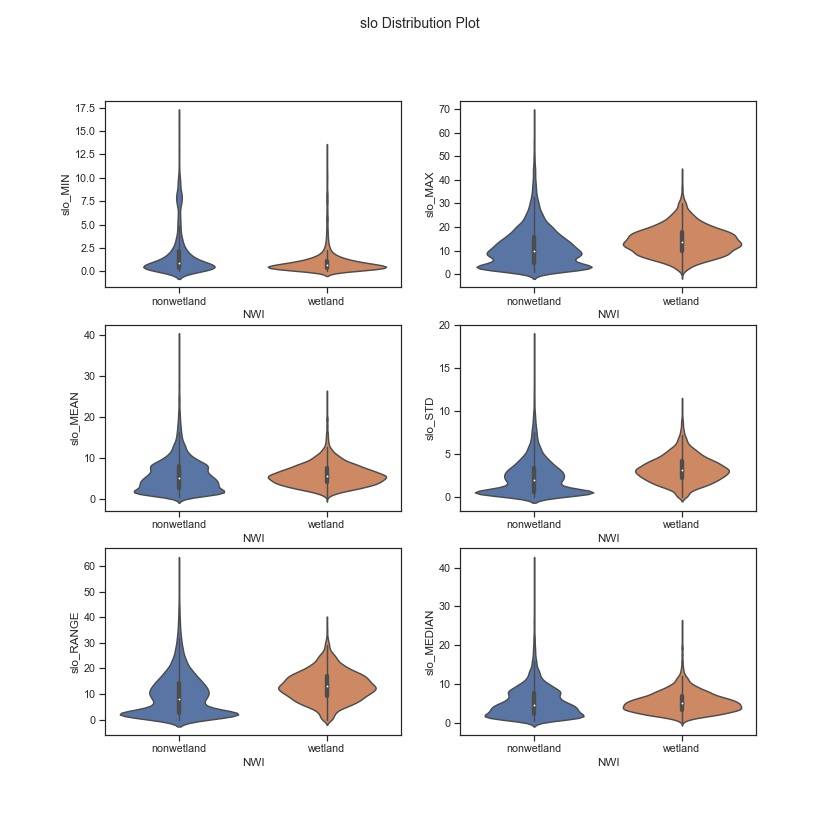 slo Distribution Plot
17.5
15.0
12.5
10.0
7.5
5.0
2.5
0.0
slo_MIN
nonwetland wetland
NWI
70
60
50
40
30
20
10
0
slo_MAX
nonwetland wetland
NWI
40
30
20
10
0
slo_MEAN
nonwetland wetland
NWI
20
15
10
5
0
slo_STD
nonwetland wetland
NWI
60
50
40
30
20
10
0
slo_RANGE
nonwetland wetland
NWI
40
30
20
10
0
slo_MEDIAN
nonwetland wetland
NWI